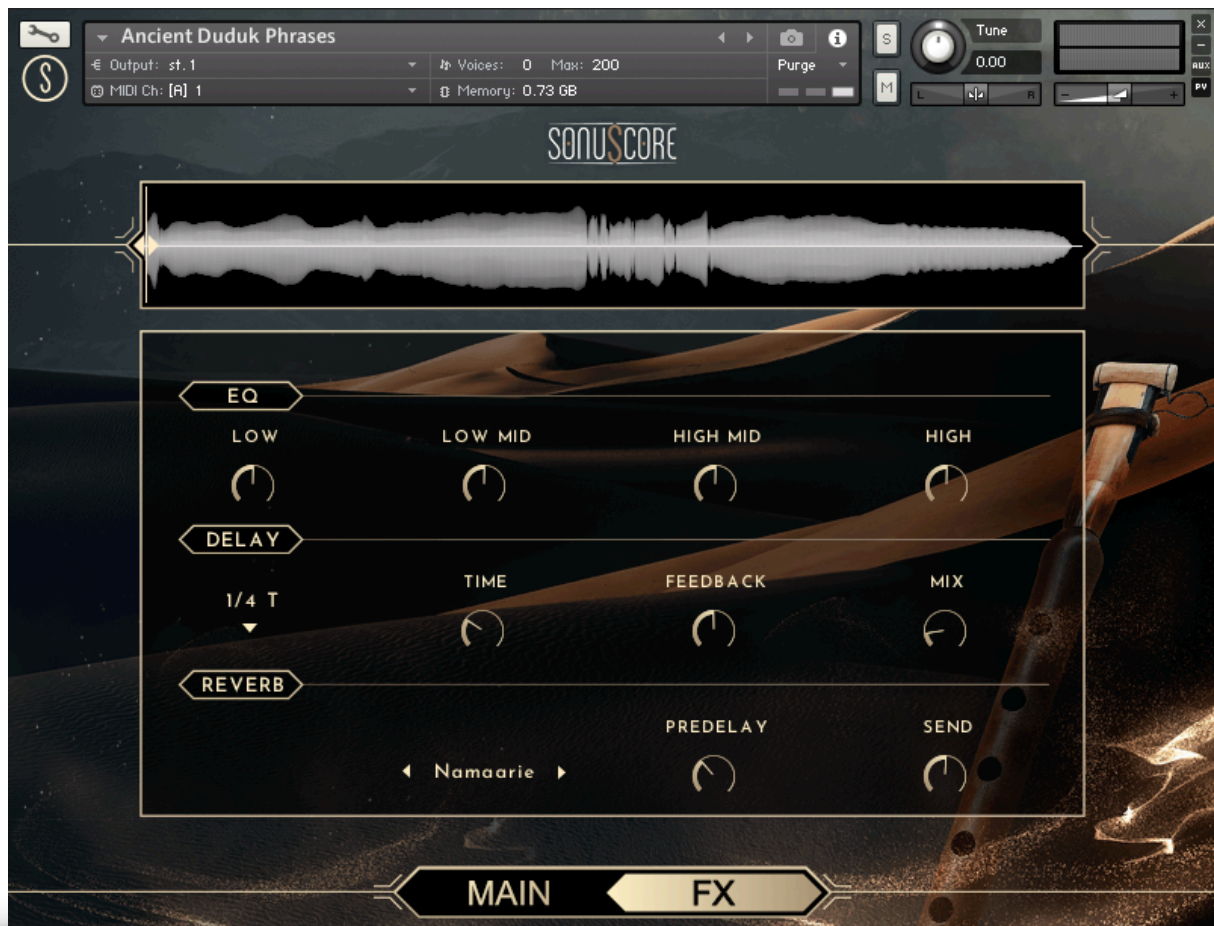 Ancient Duduk Phrases
Output: st. 1
Voices: 0 Max: 200
Purge
MIDI Ch: [A] 1
Memory: 0.73 GB
S
M
Tune
0.00
L R
- +
AUX
PV
S
SONUSCORE
EQ
LOW
LOW MID
HIGH MID
HIGH
DELAY
1/4 T
TIME
FEEDBACK
MIX
REVERB
Namaarie
PREDELAY
SEND
MAIN
FX